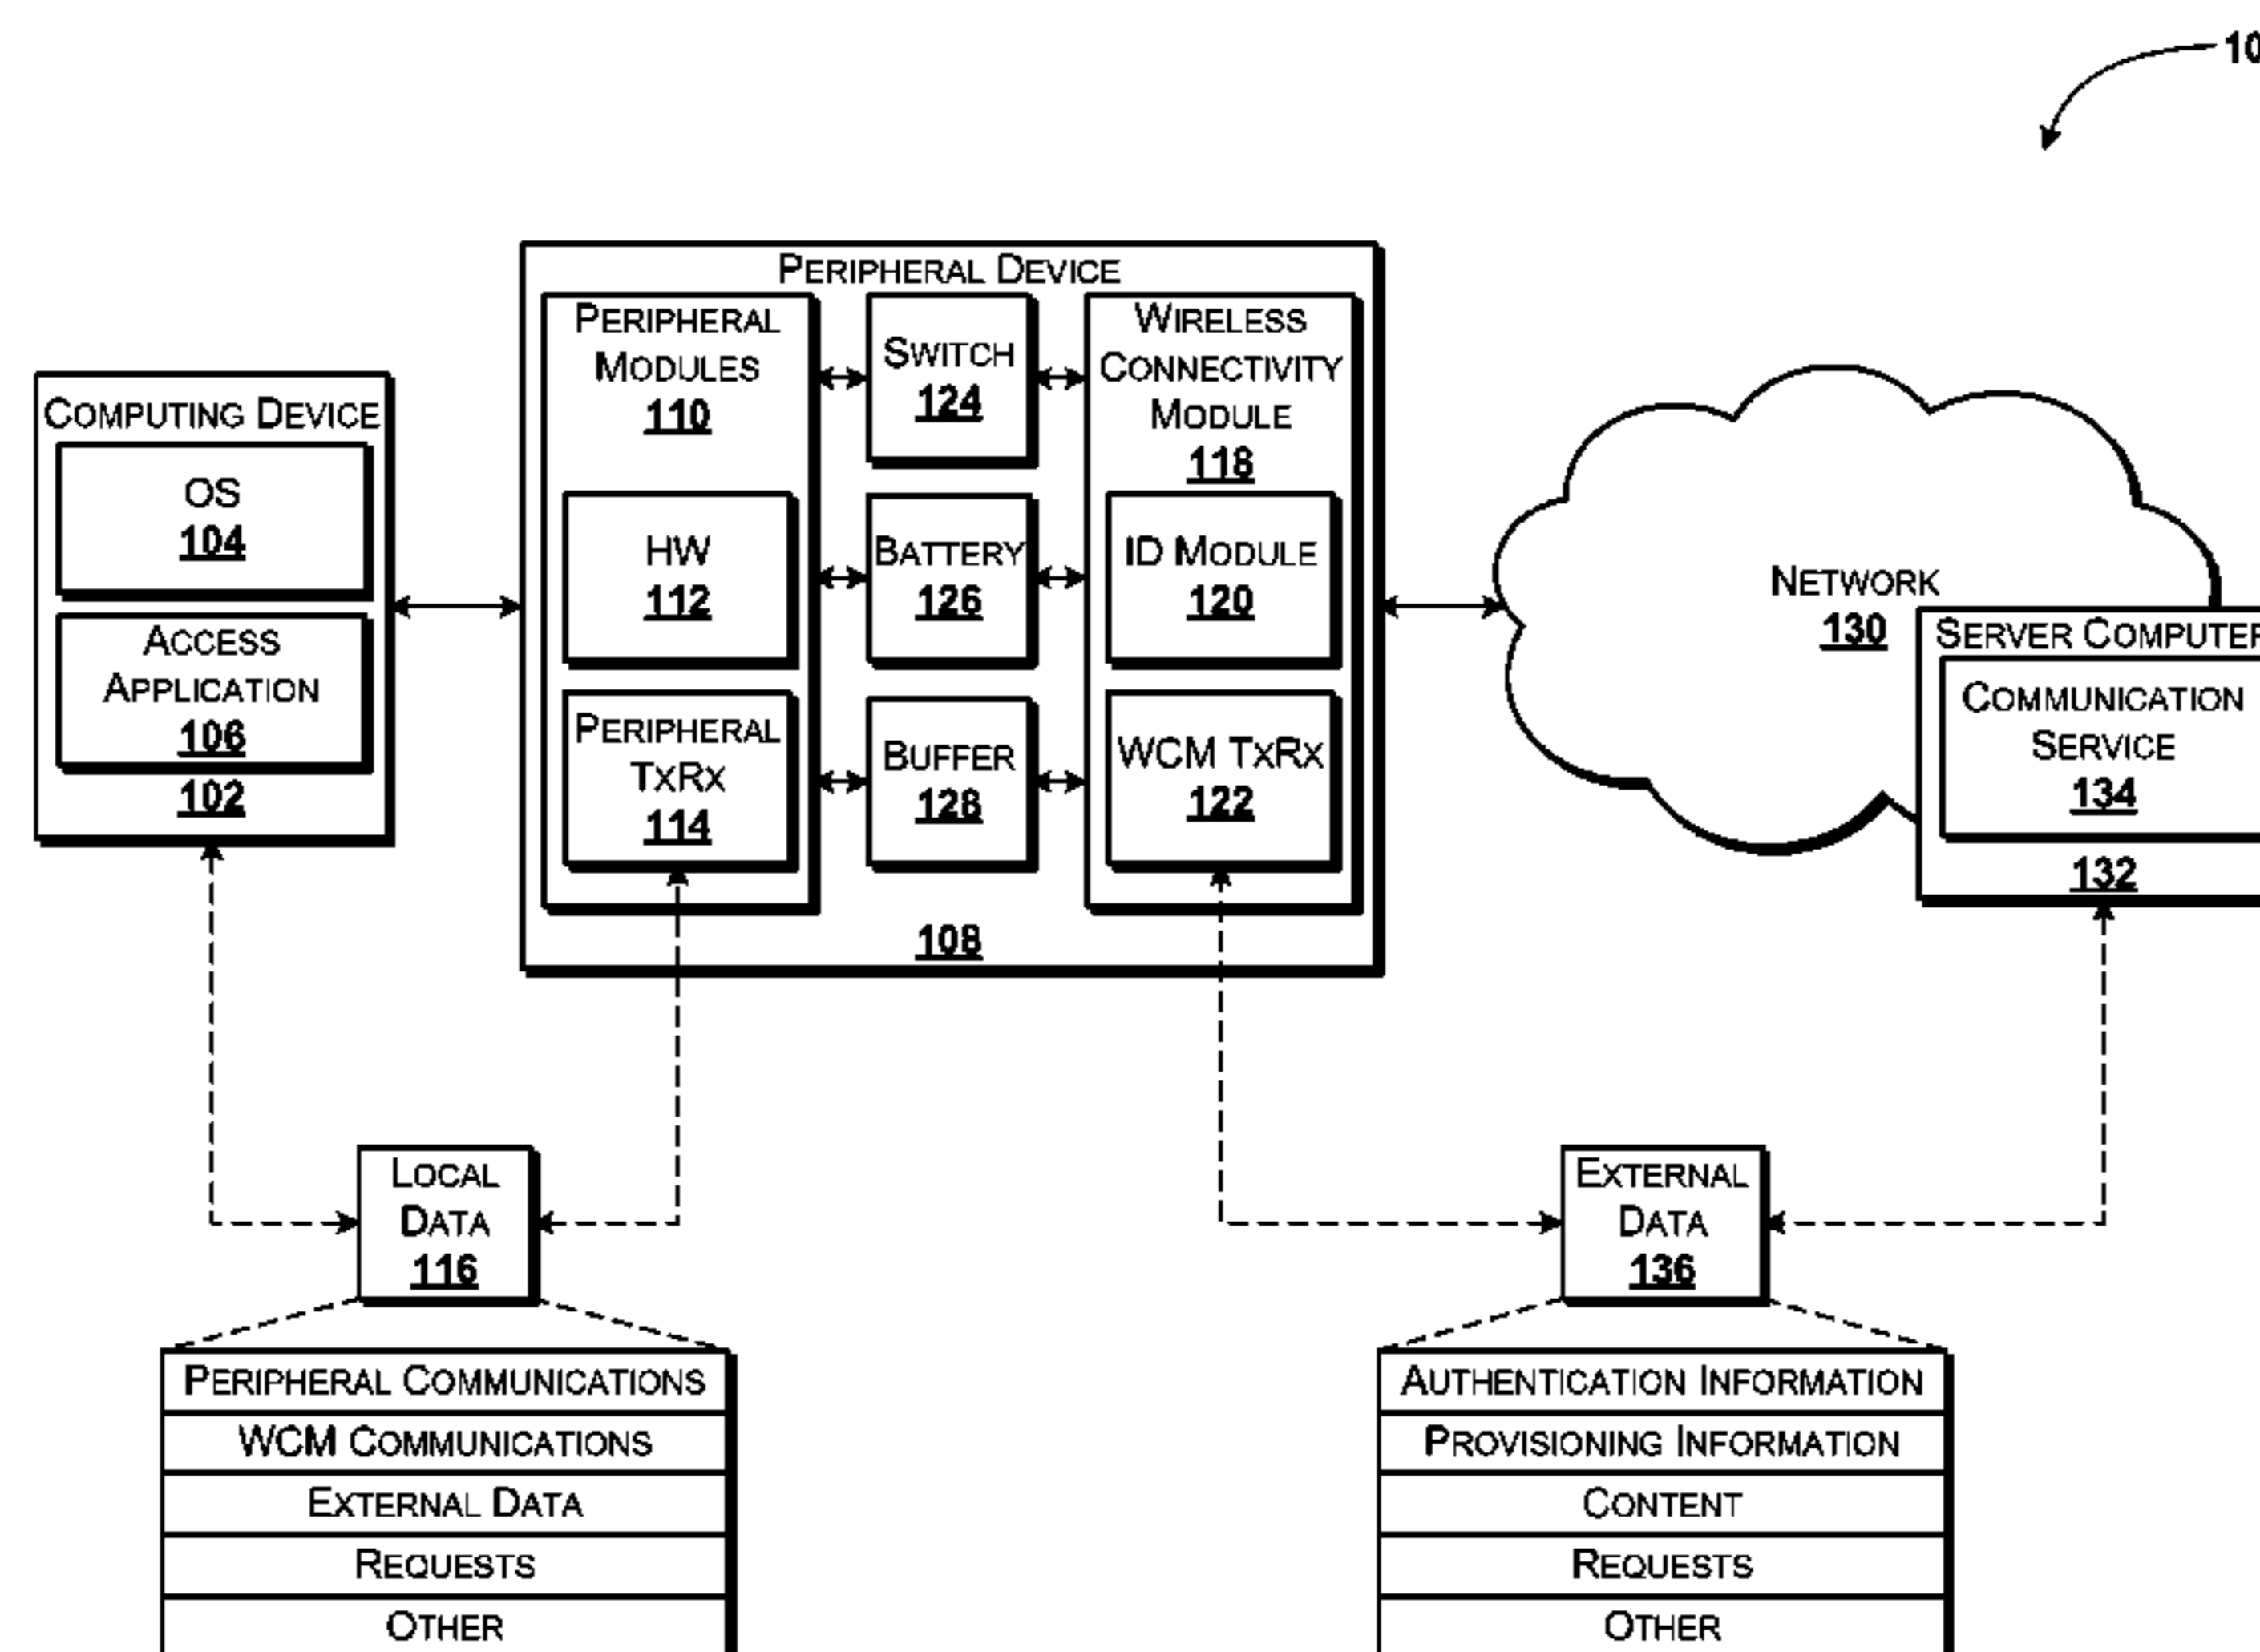 PERIPHERAL DEVICE
COMPUTING DEVICE
OS
104
ACCESS
APPLICATION
106
102
PERIPHERAL
MODULES
110
HW
112
PERIPHERAL
TXRX
114
SWITCH
124
BATTERY
126
BUFFER
128
WIRELESS
CONNECTIVITY
MODULE
118
ID MODULE
120
WCM TXRX
122
108
NETWORK
130
SERVER COMPUTER
COMMUNICATION
SERVICE
134
132
LOCAL
DATA
116
PERIPHERAL COMMUNICATIONS
WCM COMMUNICATIONS
EXTERNAL DATA
REQUESTS
OTHER
EXTERNAL
DATA
136
AUTHENTICATION INFORMATION
PROVISIONING INFORMATION
CONTENT
REQUESTS
OTHER